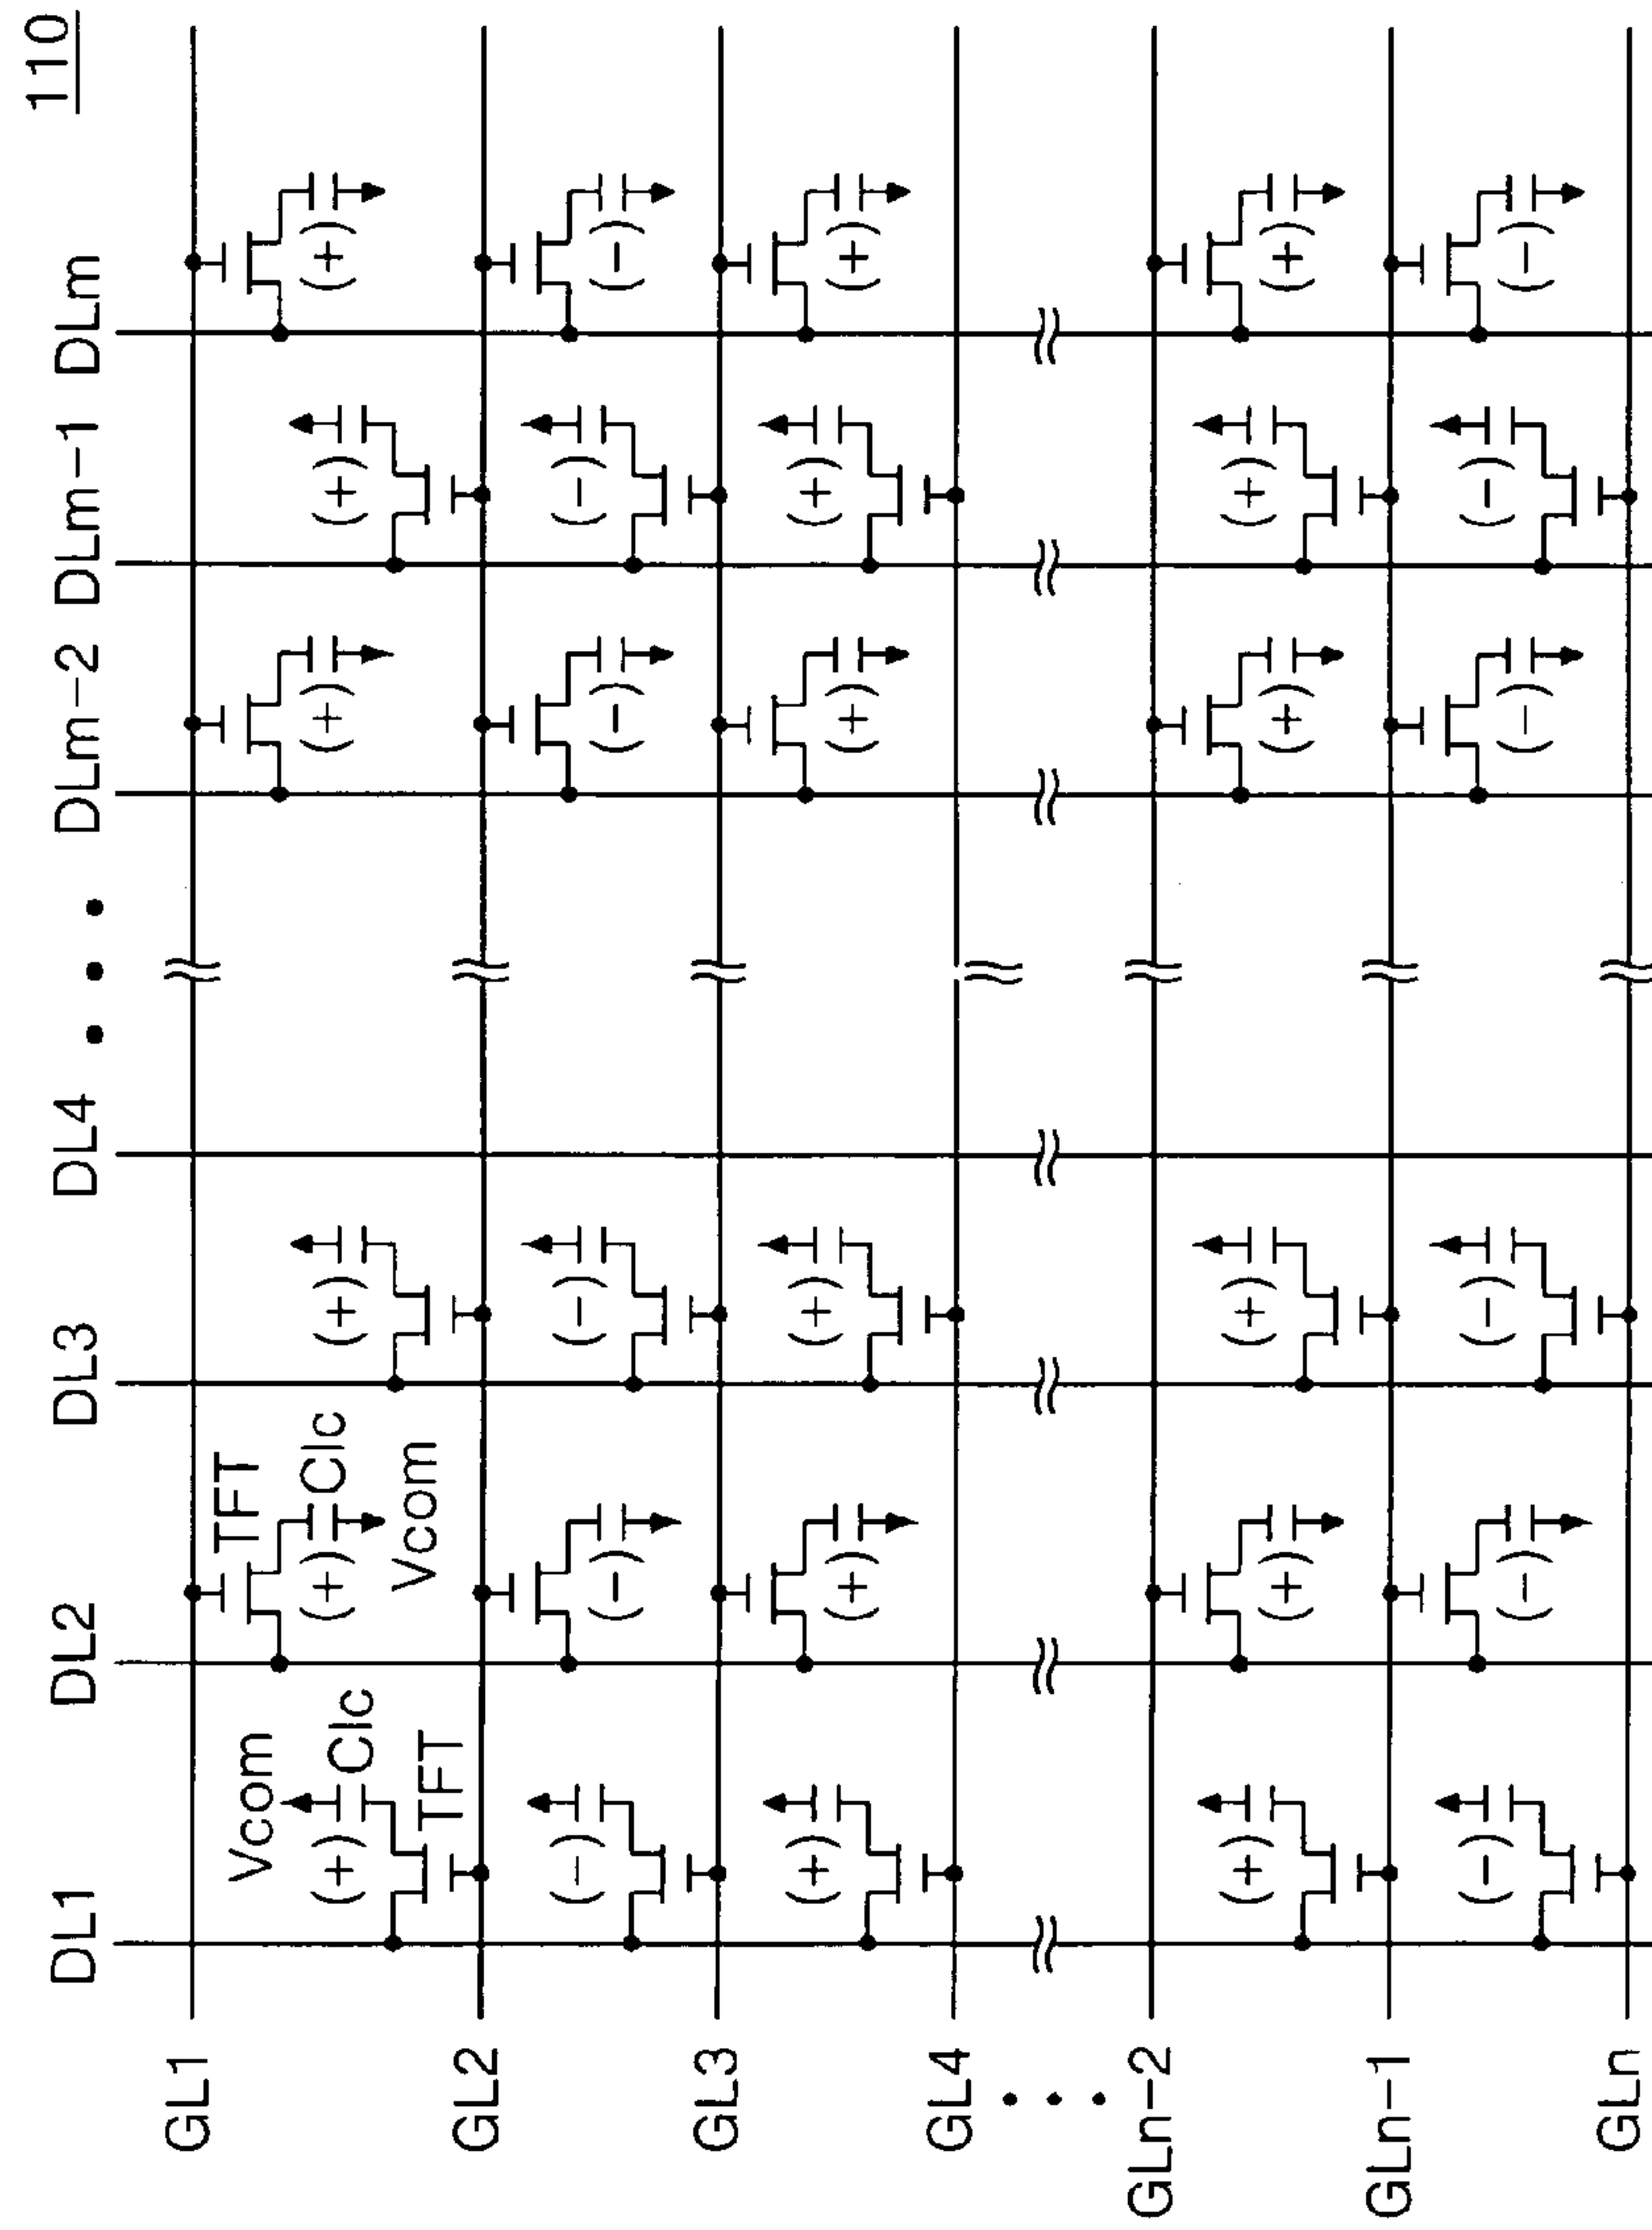 110
DL1 DL2 DL3 DL4 • • • DLm-2 DLm-1 DLm
GL1
Vcom TFT
(+) Clc (+) Clc (+) (+) (+) (+)
TFT Vcom
GL2
(-) (-) (-) (-) (-) (-)
GL3
(+) (+) (+) (+) (+) (+)
GL4
• • •
GLn-2
(+) (+) (+) (+) (+) (+)
GLn-1
(-) (-) (-) (-) (-) (-)
GLn